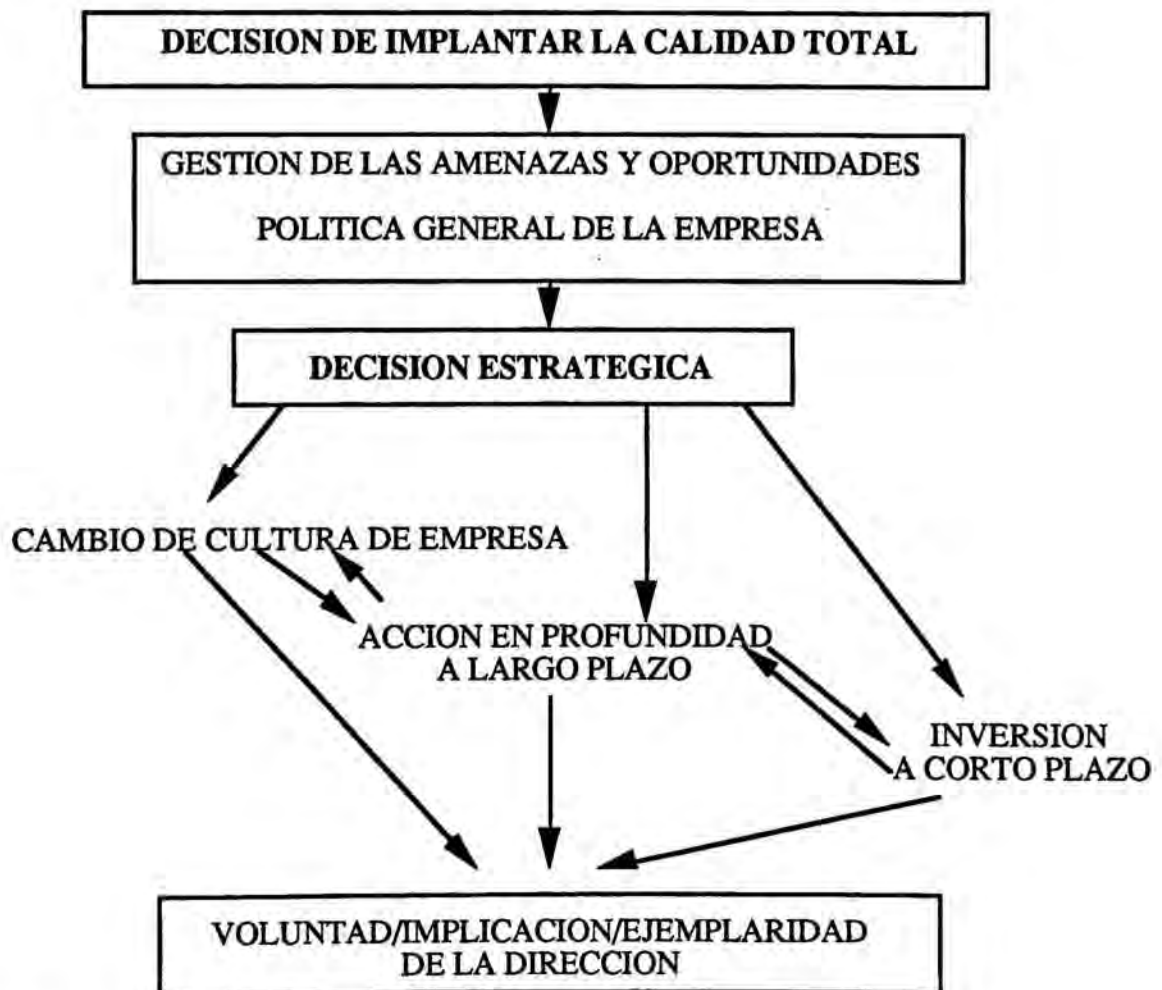 DECISION DE IMPLANTAR LA CALIDAD TOTAL
GESTION DE LAS AMENAZAS Y OPORTUNIDADES
POLITICA GENERAL DE LA EMPRESA
DECISION ESTRATEGICA
CAMBIO DE CULTURA DE EMPRESA
ACCION EN PROFUNDIDAD
A LARGO PLAZO
INVERSION
A CORTO PLAZO
VOLUNTAD/IMPLICACION/EJEMPLARIDAD
DE LA DIRECCION